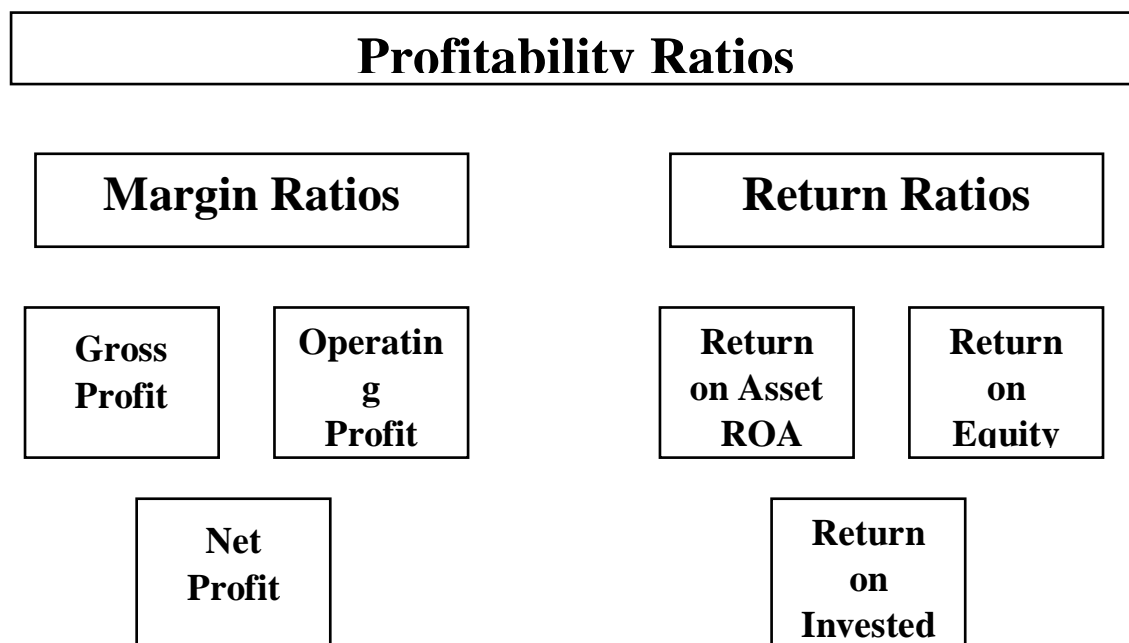 Profitability Ratios
Margin Ratios
Return Ratios
Gross
Profit
Operatin
g
Profit
Return
on Asset
ROA
Return
on
Equity
Net
Profit
Return
on
Invested